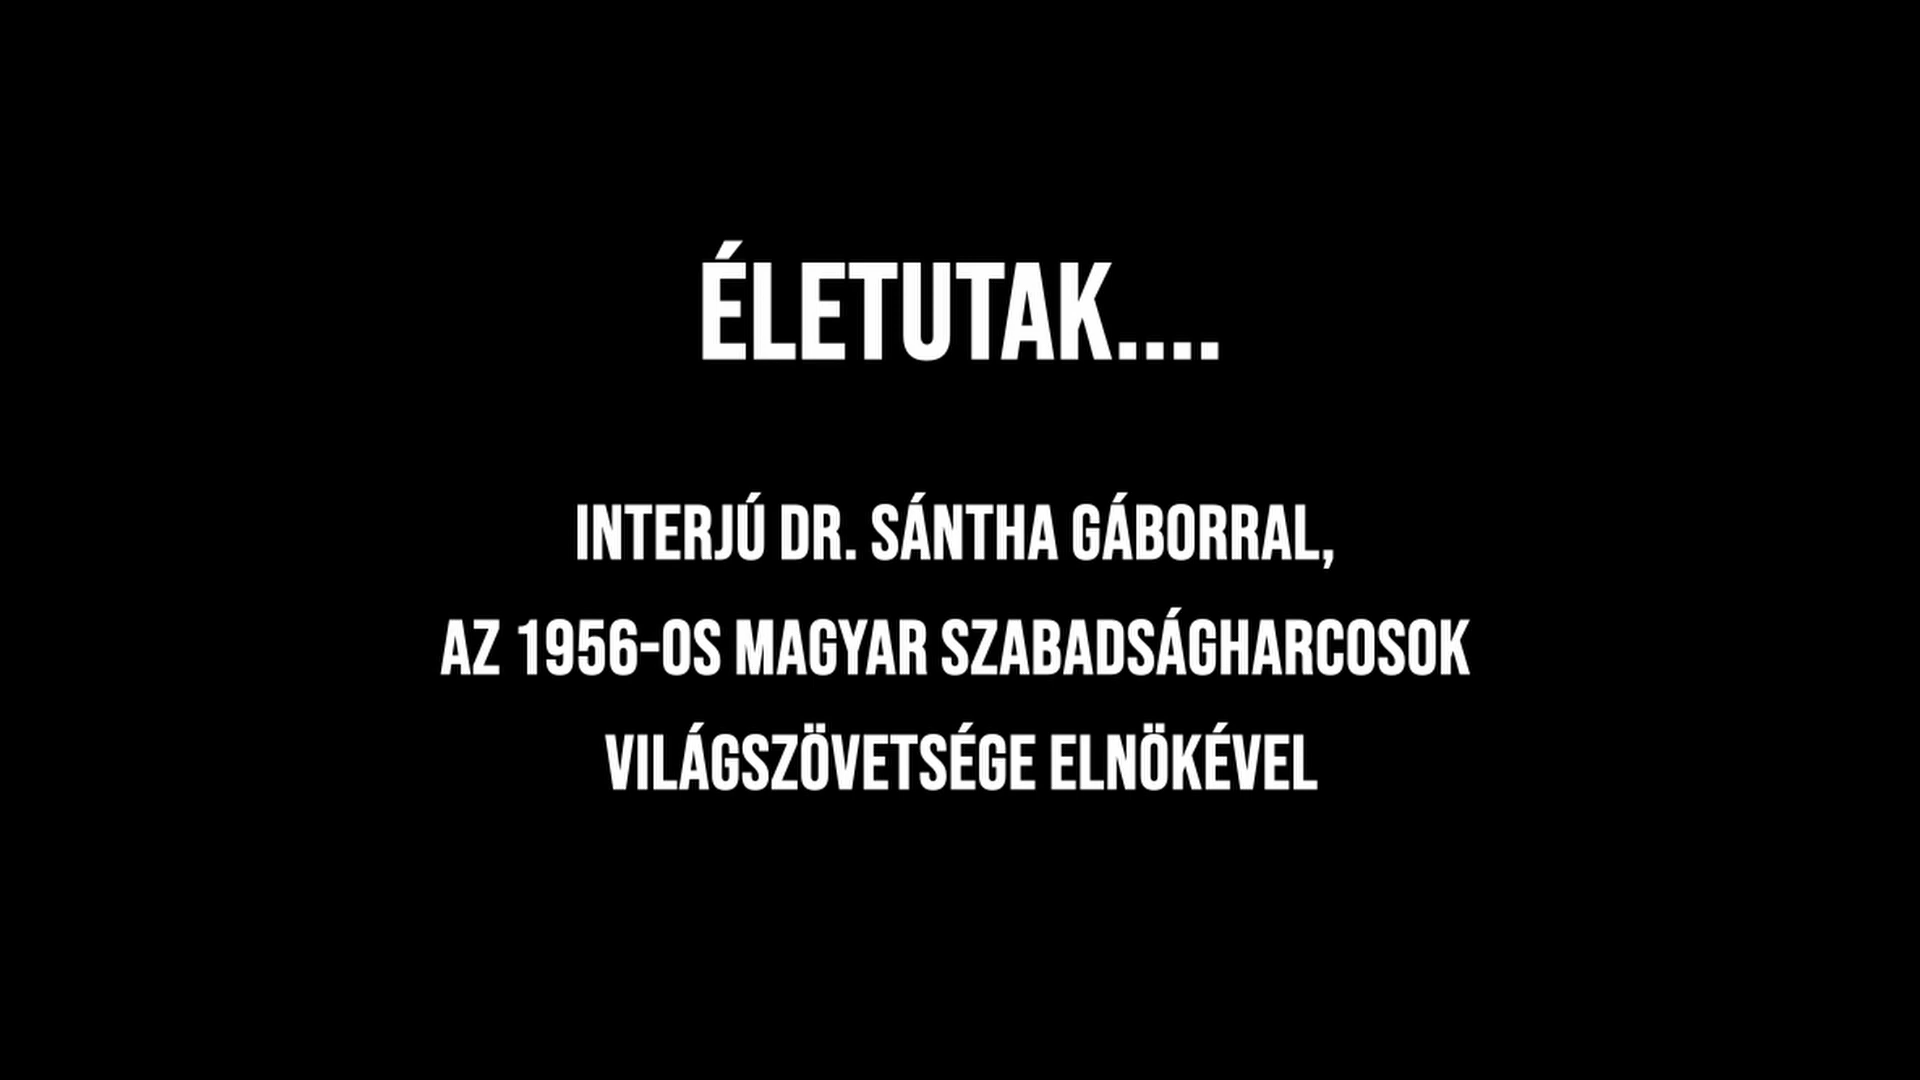 ÉLETUTAK....
INTERJÚ DR. SÁNTHA GÁBORRAL,
AZ 1956-OS MAGYAR SZABADSÁGHARCOSOK
VILÁGSZÖVETSÉGE ELNÖKÉVEL